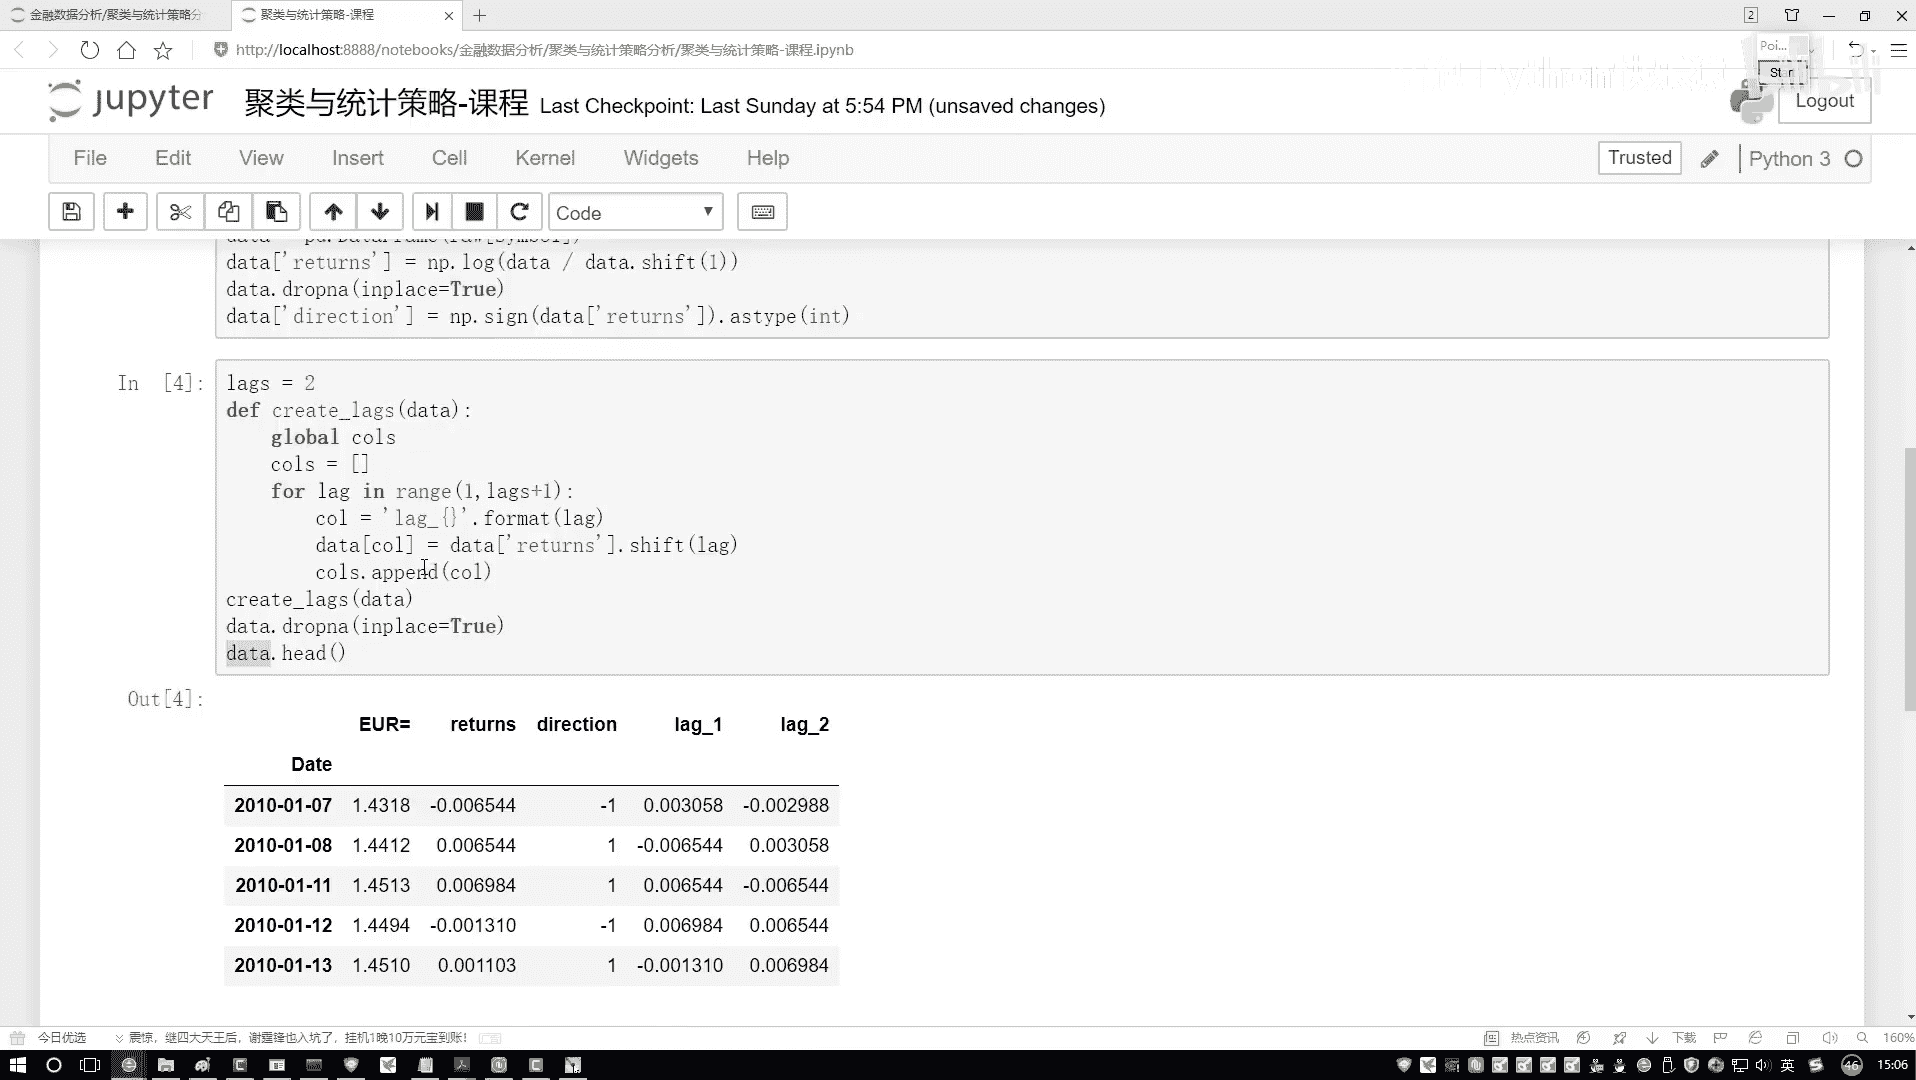 金融数据分析/聚类与统计策略分
聚类与统计策略-课程
2
http://localhost:8888/notebooks/金融数据分析/聚类与统计策略分析/聚类与统计策略-课程.ipynb
Poi...
Start
jupyter 聚类与统计策略-课程 Last Checkpoint: Last Sunday at 5:54 PM (unsaved changes)
Logout
File Edit View Insert Cell Kernel Widgets Help
Trusted Python 3
Code
data['returns'] = np.log(data / data.shift(1))
data.dropna(inplace=True)
data['direction'] = np.sign(data['returns']).astype(int)
In [4]:
lags = 2
def create_lags(data):
global cols
cols = []
for lag in range(1,lags+1):
col = 'lag_{}'.format(lag)
data[col] = data['returns'].shift(lag)
cols.append(col)
create_lags(data)
data.dropna(inplace=True)
data.head()
Out[4]:
EUR= returns direction lag_1 lag_2
Date
2010-01-07 1.4318 -0.006544 -1 0.003058 -0.002988
2010-01-08 1.4412 0.006544 1 -0.006544 0.003058
2010-01-11 1.4513 0.006984 1 0.006544 -0.006544
2010-01-12 1.4494 -0.001310 -1 0.006984 0.006544
2010-01-13 1.4510 0.001103 1 -0.001310 0.006984
今日优选 震惊，继四大天王后，谢霆锋也入坑了，挂机1晚10万元宝到账！
热点资讯 下载 160%
英 46 15:06